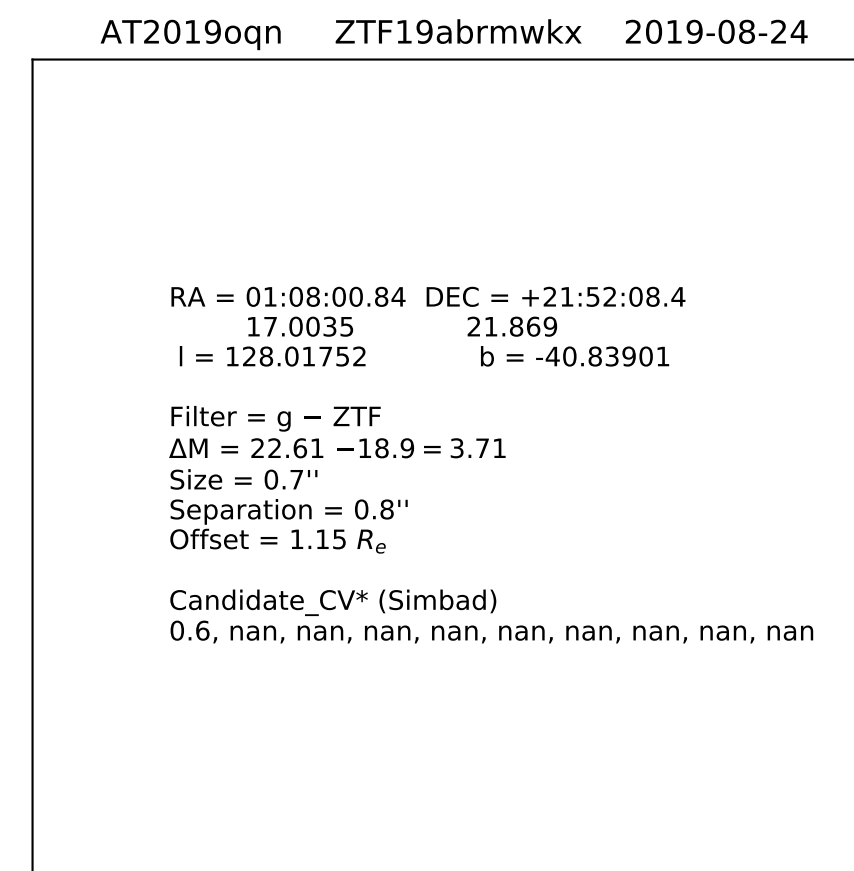 AT2019oqn ZTF19abrmwkx 2019-08-24
RA = 01:08:00.84 DEC = +21:52:08.4
17.0035 21.869
l = 128.01752 b = -40.83901
Filter = g − ZTF
ΔM = 22.61 −18.9 = 3.71
Size = 0.7''
Separation = 0.8''
Offset = 1.15 Re
Candidate_CV* (Simbad)
0.6, nan, nan, nan, nan, nan, nan, nan, nan, nan